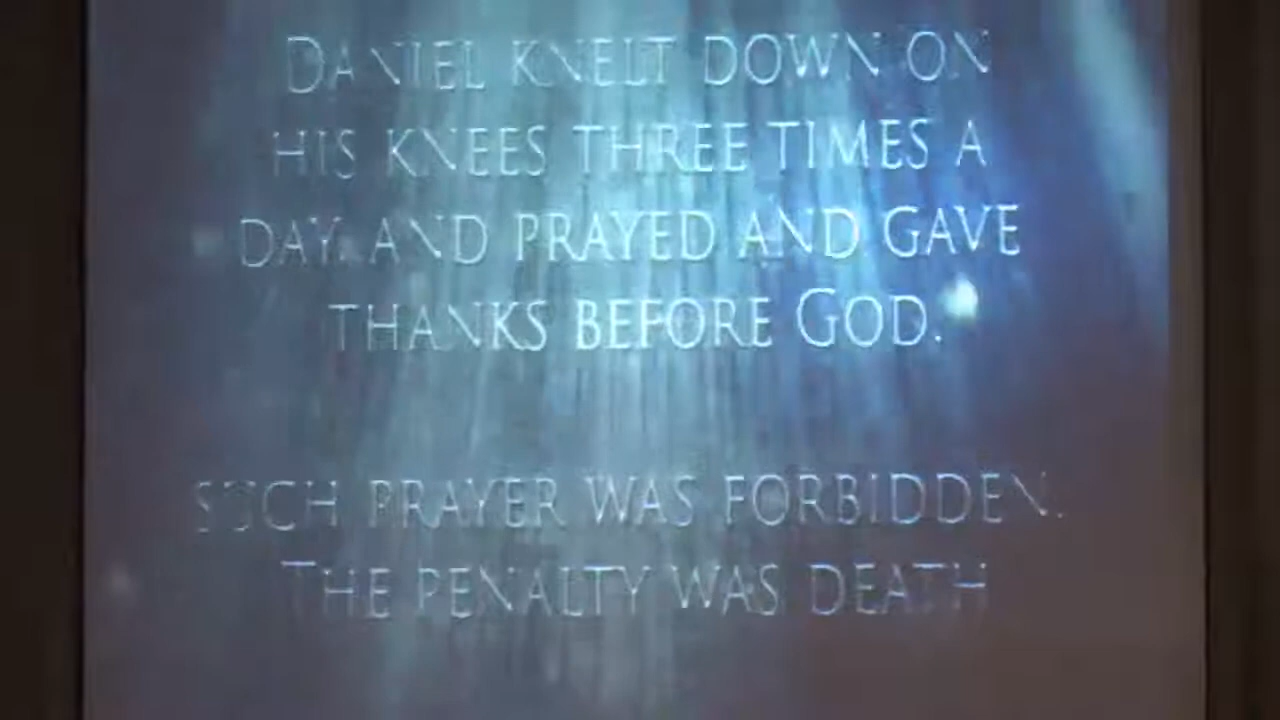 DANIEL KNELT DOWN ON
HIS KNEES THREE TIMES A
DAY AND PRAYED AND GAVE
THANKS BEFORE GOD.
SUCH PRAYER WAS FORBIDDEN.
THE PENALTY WAS DEATH